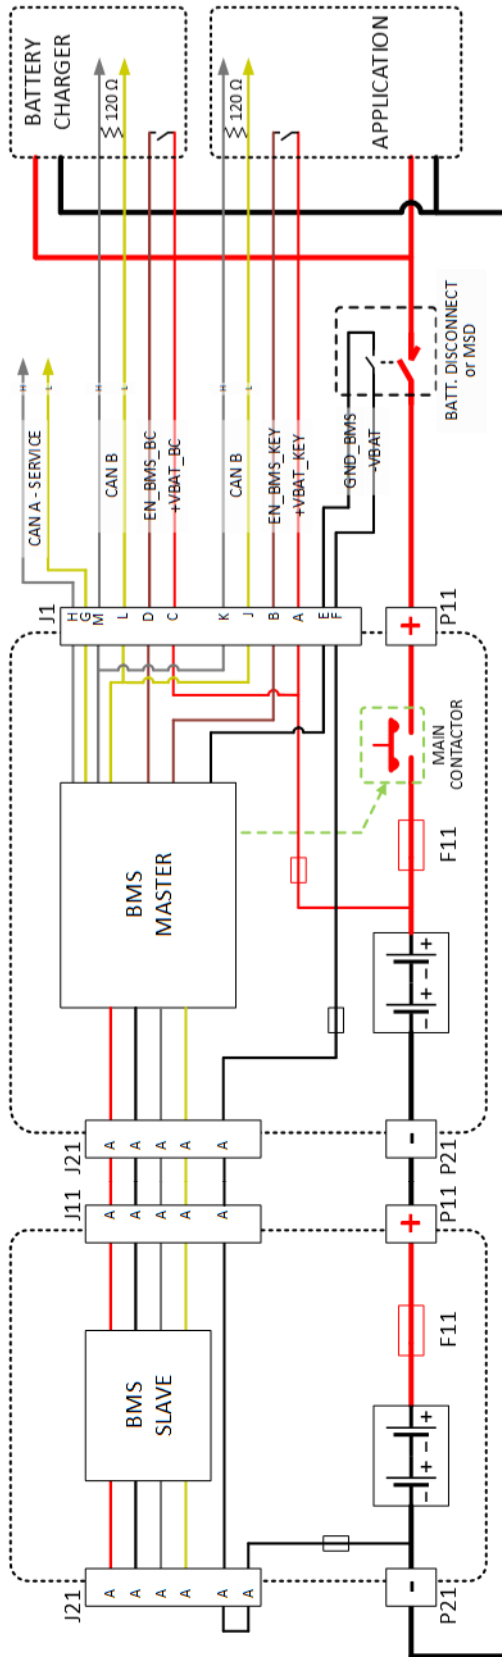 BATTERY
CHARGER
120 Ω
APPLICATION
120 Ω
CAN A - SERVICE
H
L
CAN B
H
L
EN_BMS_BC
+VBAT_BC
CAN B
H
L
EN_BMS_KEY
+VBAT_KEY
GND_BMS
-VBAT
BATT. DISCONNECT
or MSD
J1
H
G
M
L
D
C
K
J
B
A
E
F
P11
+
MAIN
CONTACTOR
F11
BMS
MASTER
- + - +
J21
A
A
A
A
A
P21
-
J11
A
A
A
A
A
P11
+
F11
BMS
SLAVE
- + - +
J21
A
A
A
A
A
A
P21
-